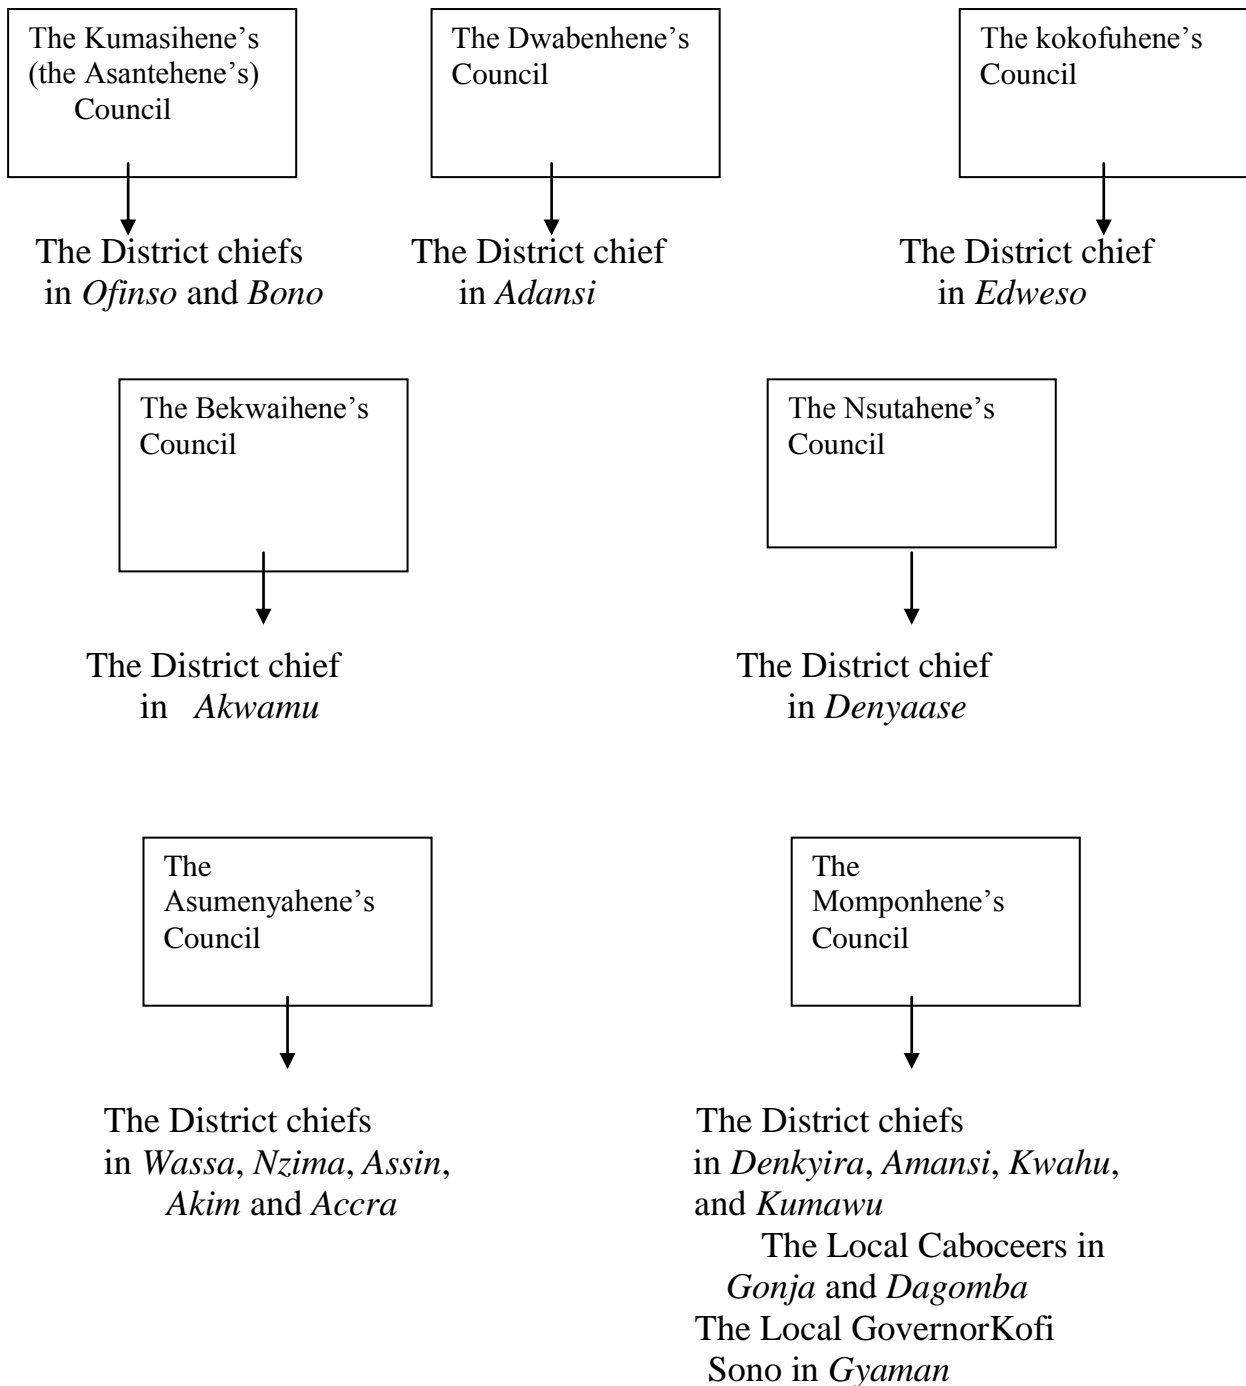 The Kumasihene’s
(the Asantehene’s)
Council
The Dwabenhene’s
Council
The kokofuhene’s
Council
The District chiefs
in Ofinso and Bono
The District chief
in Adansi
The District chief
in Edweso
The Bekwaihene’s
Council
The Nsutahene’s
Council
The District chief
in Akwamu
The District chief
in Denyaase
The
Asumenyahene’s
Council
The
Momponhene’s
Council
The District chiefs
in Wassa, Nzima, Assin,
Akim and Accra
The District chiefs
in Denkyira, Amansi, Kwahu,
and Kumawu
The Local Caboceers in
Gonja and Dagomba
The Local GovernorKofi
Sono in Gyaman